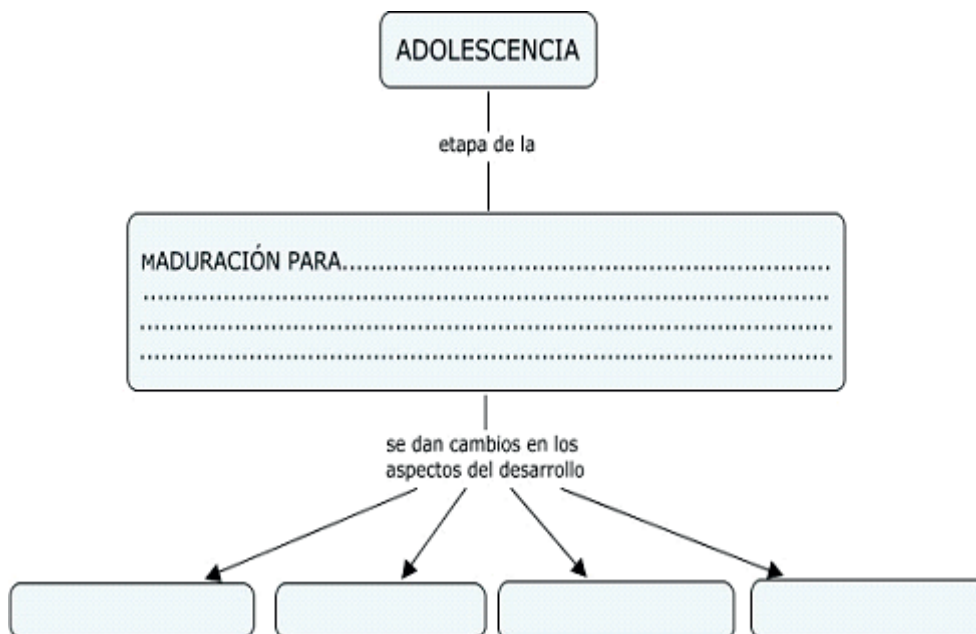 ADOLESCENCIA
etapa de la
MADURACIÓN PARA..........................................................................
........................................................................................................
........................................................................................................
........................................................................................................
se dan cambios en los
aspectos del desarrollo